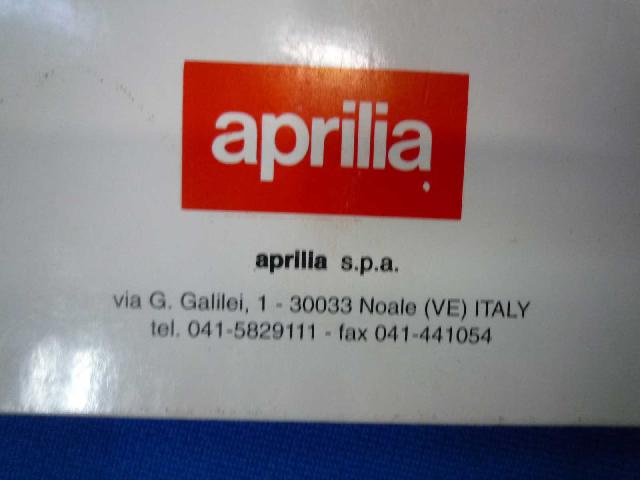 aprilia
aprilia s.p.a.
via G. Galilei, 1 - 30033 Noale (VE) ITALY
tel. 041-5829111 - fax 041-441054